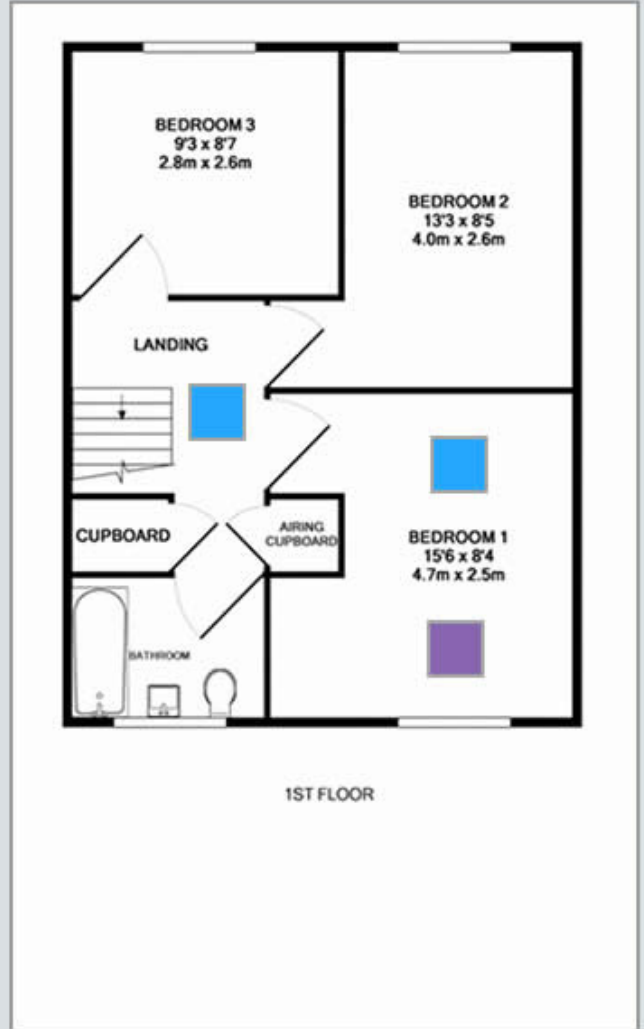 BEDROOM 3
9'3 x 8'7
2.8m x 2.6m
BEDROOM 2
13'3 x 8'5
4.0m x 2.6m
LANDING
CUPBOARD
AIRING
CUPBOARD
BEDROOM 1
15'6 x 8'4
4.7m x 2.5m
BATHROOM
1ST FLOOR